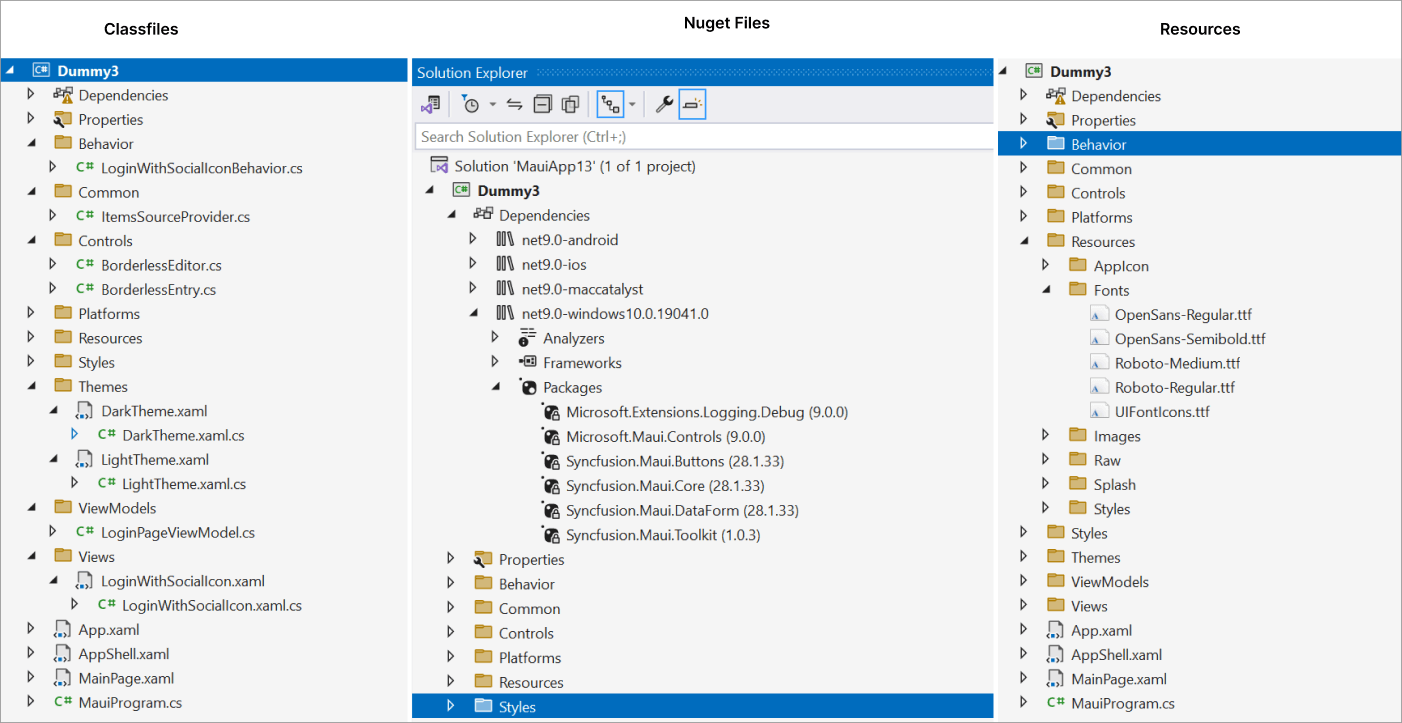 Classfiles
Dummy3
Dependencies
Properties
Behavior
C# LoginWithSocialIconBehavior.cs
Common
C# ItemsSourceProvider.cs
Controls
C# BorderlessEditor.cs
C# BorderlessEntry.cs
Platforms
Resources
Styles
Themes
DarkTheme.xaml
C# DarkTheme.xaml.cs
LightTheme.xaml
C# LightTheme.xaml.cs
ViewModels
C# LoginPageViewModel.cs
Views
LoginWithSocialIcon.xaml
C# LoginWithSocialIcon.xaml.cs
App.xaml
AppShell.xaml
MainPage.xaml
C# MauiProgram.cs
Nuget Files
Solution Explorer
Search Solution Explorer (Ctrl+;)
Solution 'MauiApp13' (1 of 1 project)
C# Dummy3
Dependencies
net9.0-android
net9.0-ios
net9.0-maccatalyst
net9.0-windows10.0.19041.0
Analyzers
Frameworks
Packages
Microsoft.Extensions.Logging.Debug (9.0.0)
Microsoft.Maui.Controls (9.0.0)
Syncfusion.Maui.Buttons (28.1.33)
Syncfusion.Maui.Core (28.1.33)
Syncfusion.Maui.DataForm (28.1.33)
Syncfusion.Maui.Toolkit (1.0.3)
Properties
Behavior
Common
Controls
Platforms
Resources
Styles
Resources
C# Dummy3
Dependencies
Properties
Behavior
Common
Controls
Platforms
Resources
AppIcon
Fonts
OpenSans-Regular.ttf
OpenSans-Semibold.ttf
Roboto-Medium.ttf
Roboto-Regular.ttf
UIFontIcons.ttf
Images
Raw
Splash
Styles
Styles
Themes
ViewModels
Views
App.xaml
AppShell.xaml
MainPage.xaml
C# MauiProgram.cs